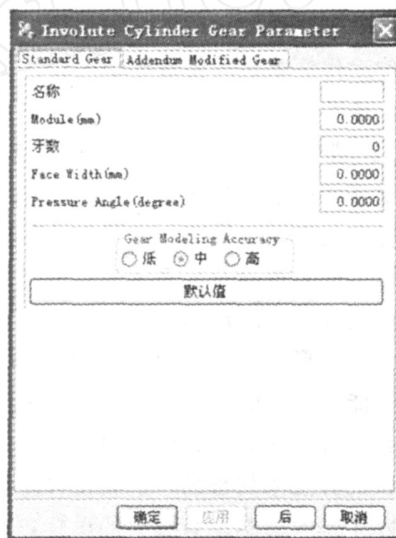 Involute Cylinder Gear Parameter
Standard Gear Addendum Modified Gear
名称
Module(mm) 0.0000
牙数 0
Face Width(mm) 0.0000
Pressure Angle(degree) 0.0000
Gear Modeling Accuracy
低 中 高
默认值
确定 应用 后 取消